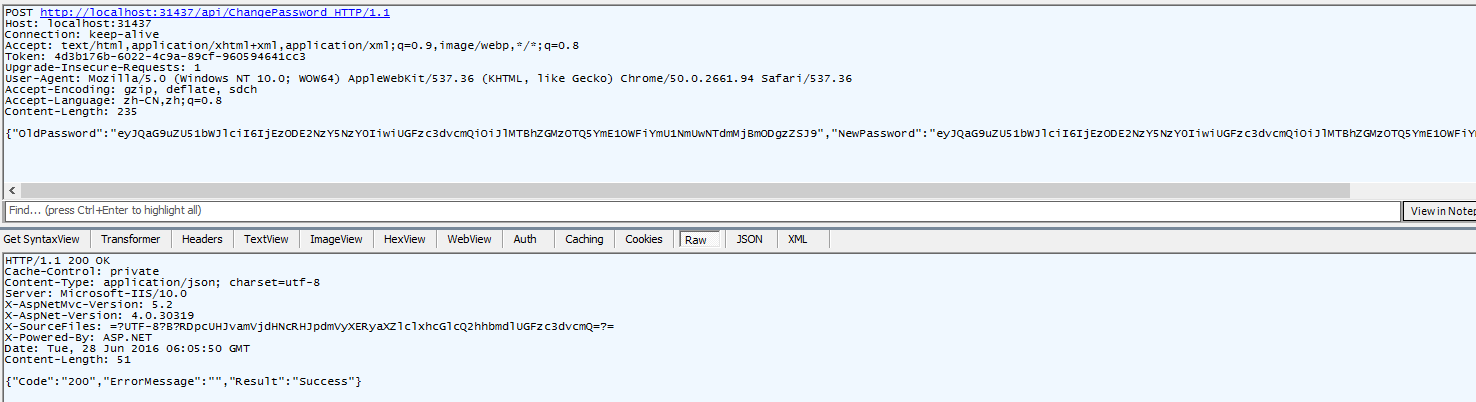 POST http://localhost:31437/api/ChangePassword HTTP/1.1
Host: localhost:31437
Connection: keep-alive
Accept: text/html,application/xhtml+xml,application/xml;q=0.9,image/webp,*/*;q=0.8
Token: 4d3b176b-6022-4c9a-89cf-960594641cc3
Upgrade-Insecure-Requests: 1
User-Agent: Mozilla/5.0 (Windows NT 10.0; WOW64) AppleWebKit/537.36 (KHTML, like Gecko) Chrome/50.0.2661.94 Safari/537.36
Accept-Encoding: gzip, deflate, sdch
Accept-Language: zh-CN,zh;q=0.8
Content-Length: 235
{"OldPassword":"eyJQaG9uZU51bWJlciI6IjEzODE2NzY5NzY0IiwiUGFzc3dvcmQiOiJlMTBhZGMzOTQ5YmE1OWFiYmU1NmUwNTdmMjBmODgzZSJ9","NewPassword":"eyJQaG9uZU51bWJlciI6IjEzODE2NzY5NzY0IiwiUGFzc3dvcmQiOiJlMTBhZGMzOTQ5YmE1OWFiY
Find... (press Ctrl+Enter to highlight all)
View in Notep
Get SyntaxView Transformer Headers TextView ImageView HexView WebView Auth Caching Cookies Raw JSON XML
HTTP/1.1 200 OK
Cache-Control: private
Content-Type: application/json; charset=utf-8
Server: Microsoft-IIS/10.0
X-AspNetMvc-Version: 5.2
X-AspNet-Version: 4.0.30319
X-SourceFiles: =?UTF-8?B?RDpcUHJvamVjdHNcRHJpdmVyXERyaXZlclxhcGlcQ2hhbmdlUGFzc3dvcmQ=?=
X-Powered-By: ASP.NET
Date: Tue, 28 Jun 2016 06:05:50 GMT
Content-Length: 51
{"Code":"200","ErrorMessage":"","Result":"Success"}